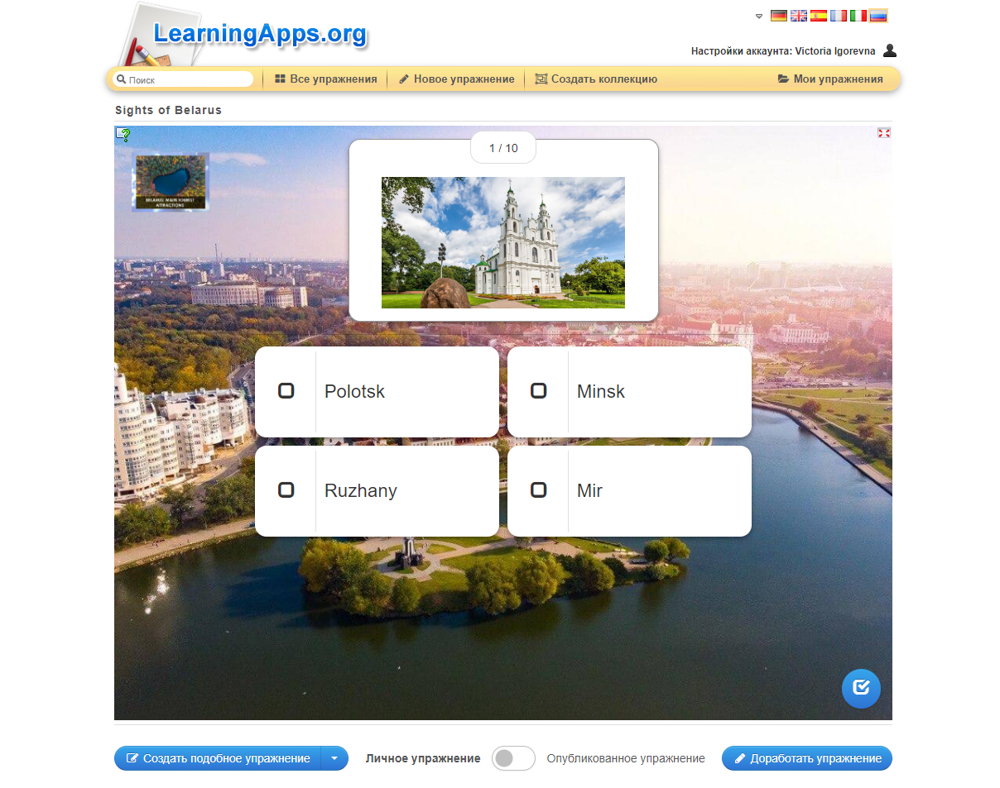 LearningApps.org
Настройки аккаунта: Victoria Igorevna
Поиск
Все упражнения
Новое упражнение
Создать коллекцию
Мои упражнения
Sights of Belarus
BELARUS: MAIN TOURIST
ATTRACTIONS
1 / 10
Polotsk
Minsk
Ruzhany
Mir
Создать подобное упражнение
Личное упражнение
Опубликованное упражнение
Доработать упражнение